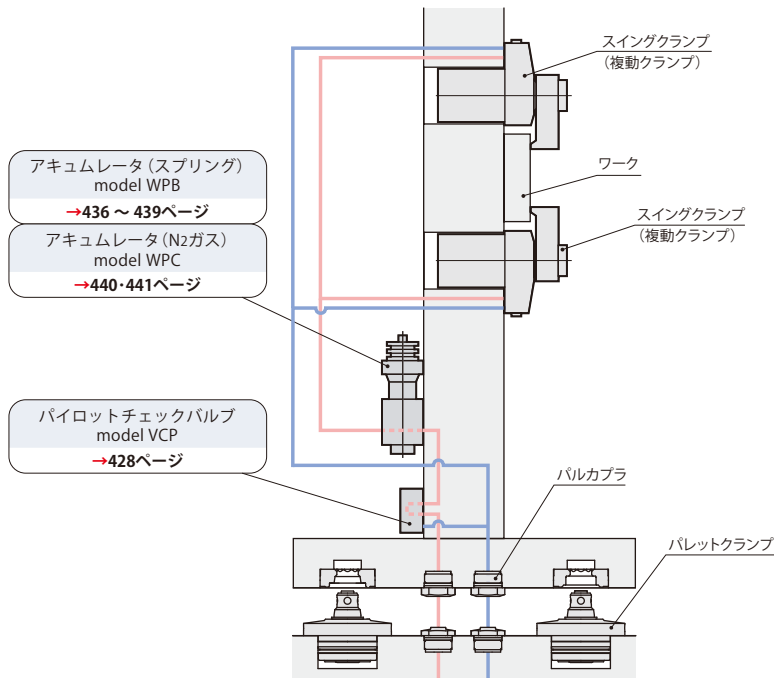 スイングクランプ
(複動クランプ)
アキュムレータ(スプリング)
model WPB
→436 ～ 439ページ
ワーク
アキュムレータ(N2ガス)
model WPC
→440･441ページ
スイングクランプ
(複動クランプ)
パイロットチェックバルブ
model VCP
→428ページ
パルカプラ
パレットクランプ